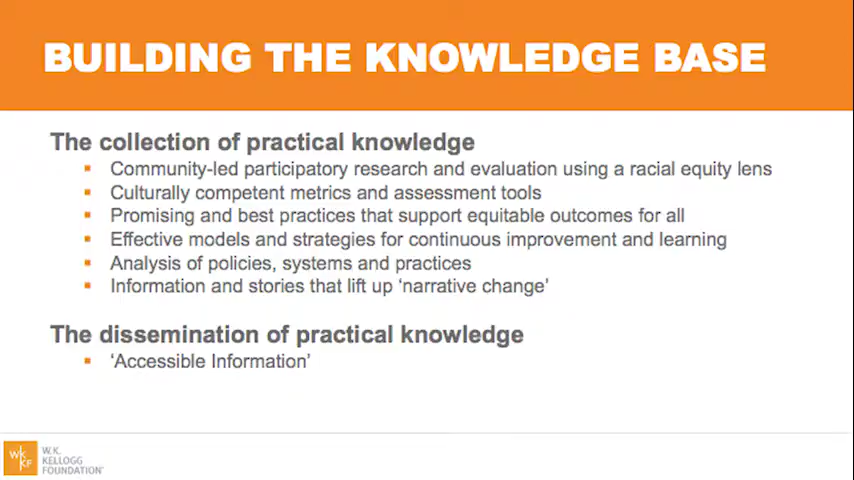 BUILDING THE KNOWLEDGE BASE
The collection of practical knowledge
Community-led participatory research and evaluation using a racial equity lens
Culturally competent metrics and assessment tools
Promising and best practices that support equitable outcomes for all
Effective models and strategies for continuous improvement and learning
Analysis of policies, systems and practices
Information and stories that lift up ‘narrative change’
The dissemination of practical knowledge
‘Accessible Information’
WK
KF
W.K.
KELLOGG
FOUNDATION